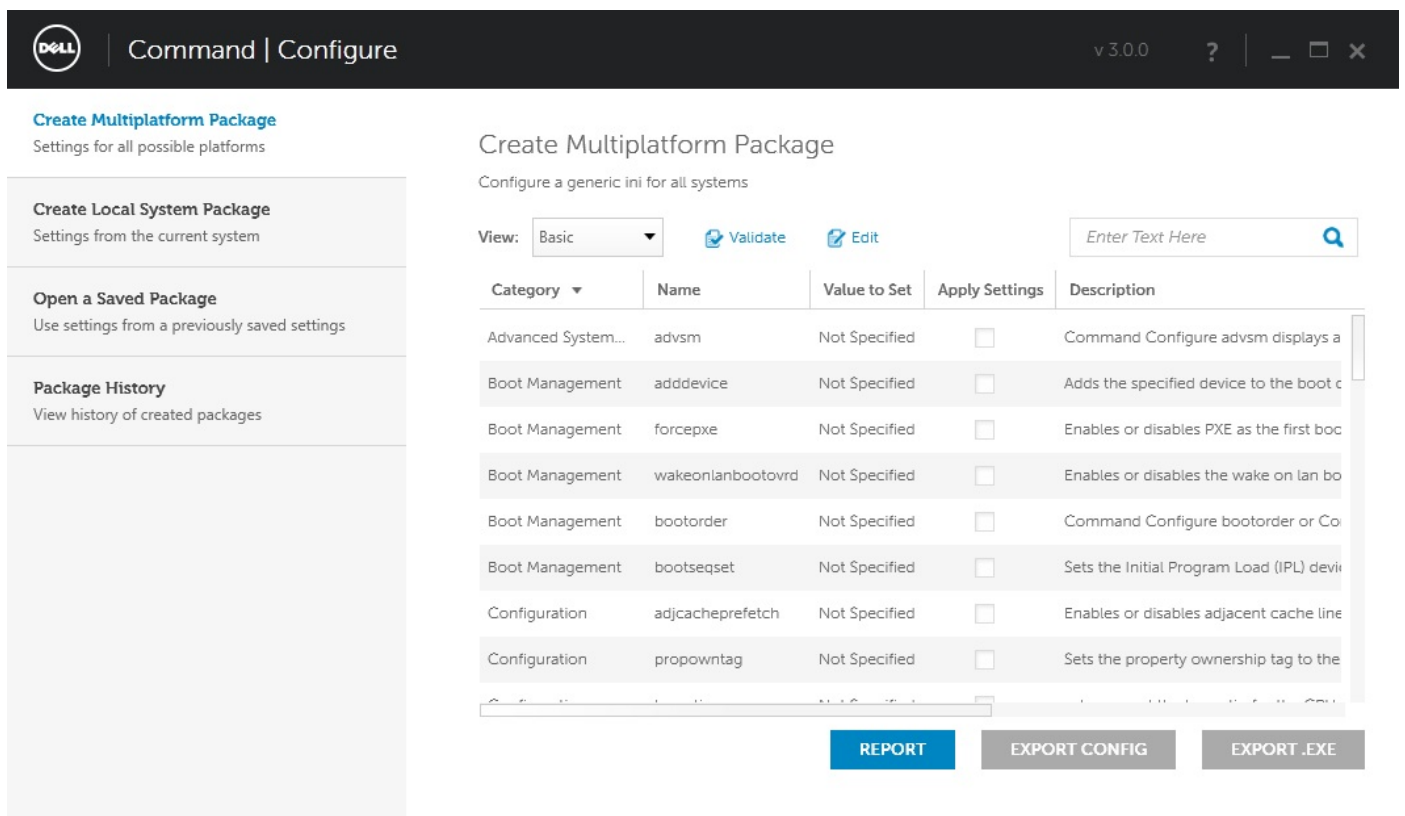 DELL Command | Configure v 3.0.0 ?
Create Multiplatform Package
Settings for all possible platforms
Create Local System Package
Settings from the current system
Open a Saved Package
Use settings from a previously saved settings
Package History
View history of created packages
Create Multiplatform Package
Configure a generic ini for all systems
View: Basic Validate Edit Enter Text Here
Category Name Value to Set Apply Settings Description
Advanced System... advsm Not Specified Command Configure advsm displays a
Boot Management adddevice Not Specified Adds the specified device to the boot
Boot Management forcepxe Not Specified Enables or disables PXE as the first boo
Boot Management wakeonlanbootovrd Not Specified Enables or disables the wake on lan bo
Boot Management bootorder Not Specified Command Configure bootorder or Co
Boot Management bootseqset Not Specified Sets the Initial Program Load (IPL) devi
Configuration adjcacheprefetch Not Specified Enables or disables adjacent cache line
Configuration propowntag Not Specified Sets the property ownership tag to the
REPORT EXPORT CONFIG EXPORT .EXE